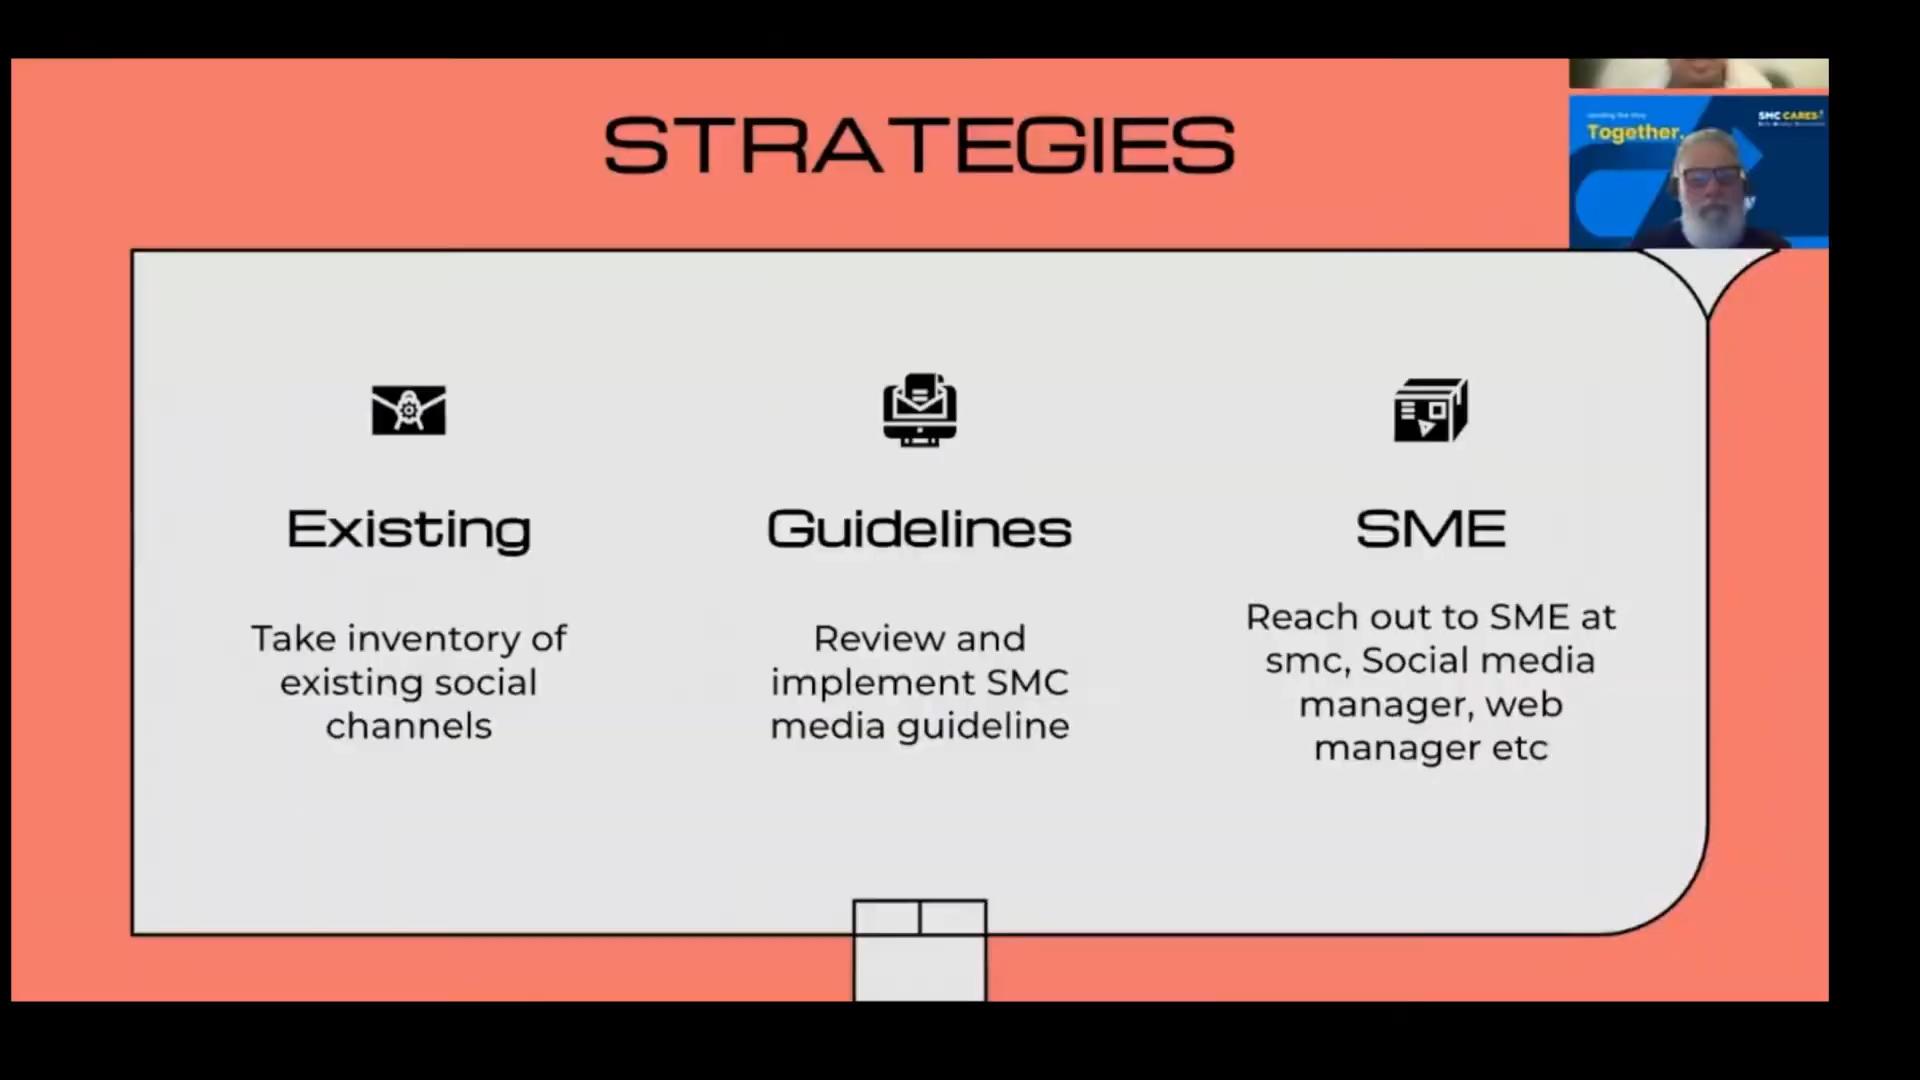 STRATEGIES
Together.
SMC CARES
Existing
Take inventory of
existing social
channels
Guidelines
Review and
implement SMC
media guideline
SME
Reach out to SME at
smc, Social media
manager, web
manager etc